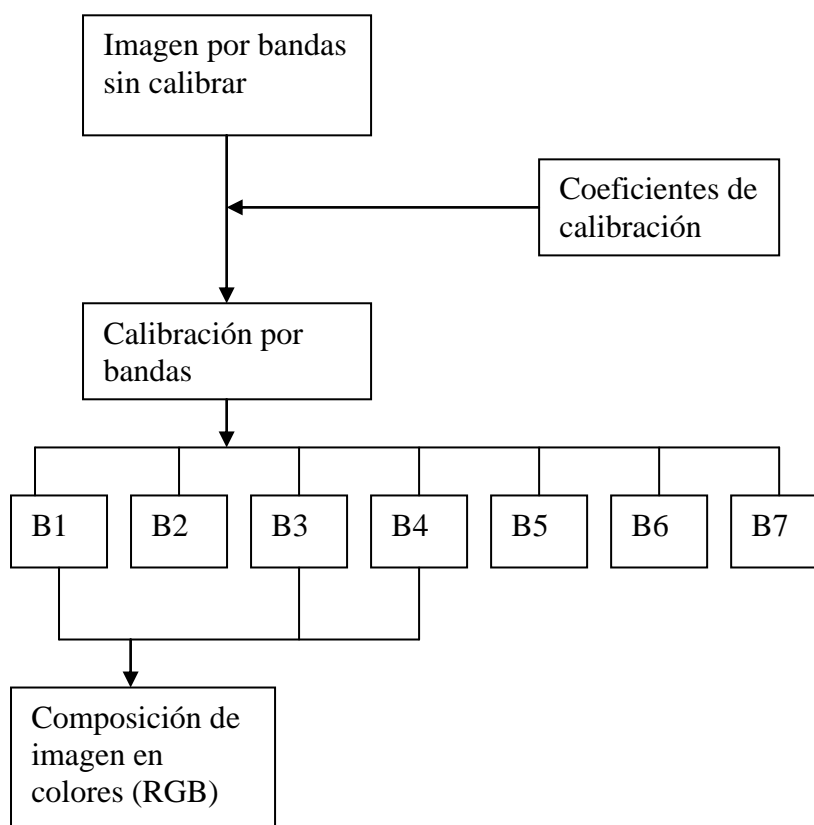 Imagen por bandas
sin calibrar
Coeficientes de
calibración
Calibración por
bandas
B1 B2 B3 B4 B5 B6 B7
Composición de
imagen en
colores (RGB)